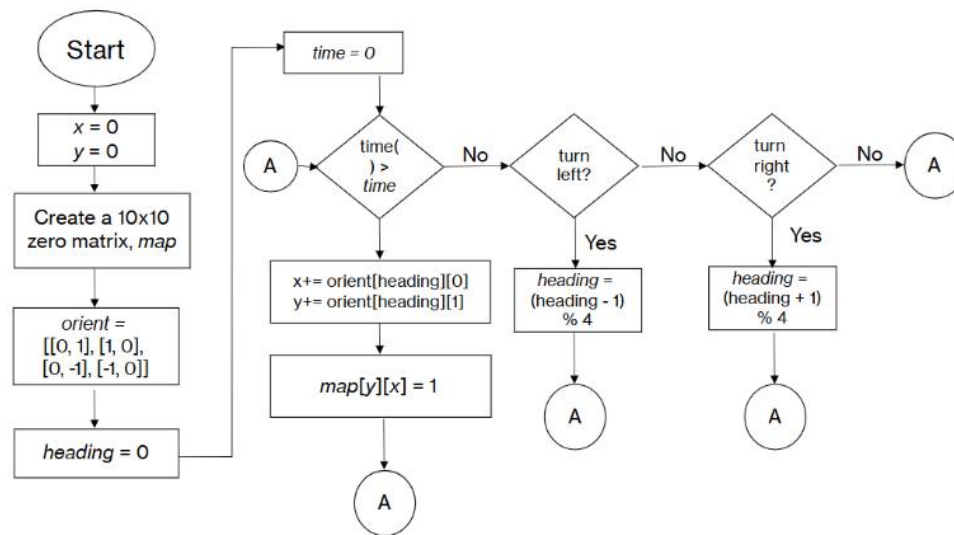 Start
x = 0
y = 0
Create a 10x10
zero matrix, map
orient =
[[0, 1], [1, 0],
[0, -1], [-1, 0]]
heading = 0
time = 0
A
time(
) >
time
No
x+= orient[heading][0]
y+= orient[heading][1]
map[y][x] = 1
A
turn
left?
No
Yes
heading =
(heading - 1)
% 4
A
turn
right
?
No
A
Yes
heading =
(heading + 1)
% 4
A